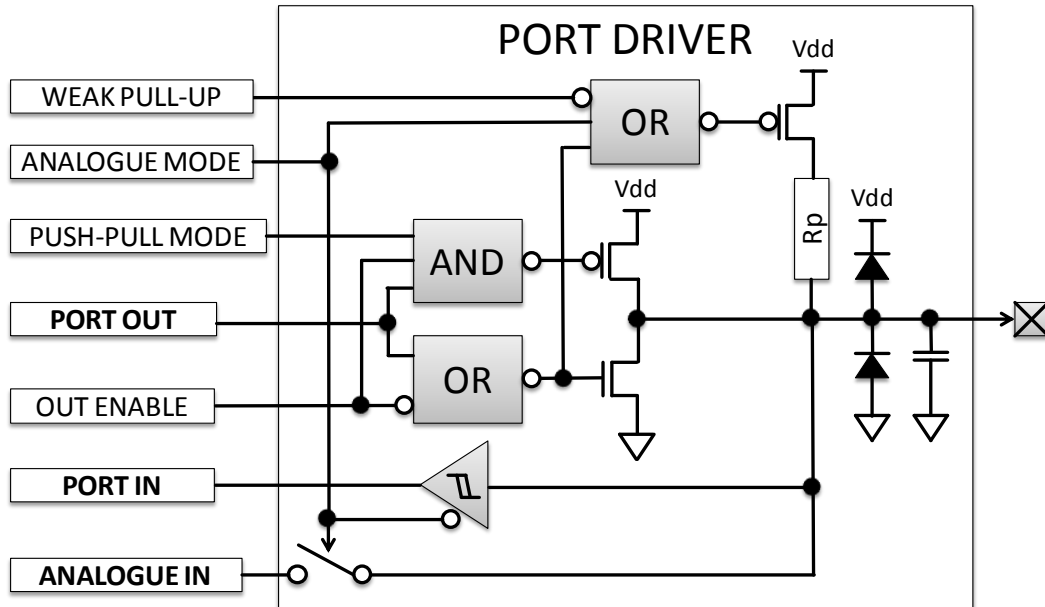 PORT DRIVER
Vdd
WEAK PULL-UP
OR
ANALOGUE MODE
Vdd
Rp
Vdd
PUSH-PULL MODE
AND
PORT OUT
OR
OUT ENABLE
PORT IN
ANALOGUE IN